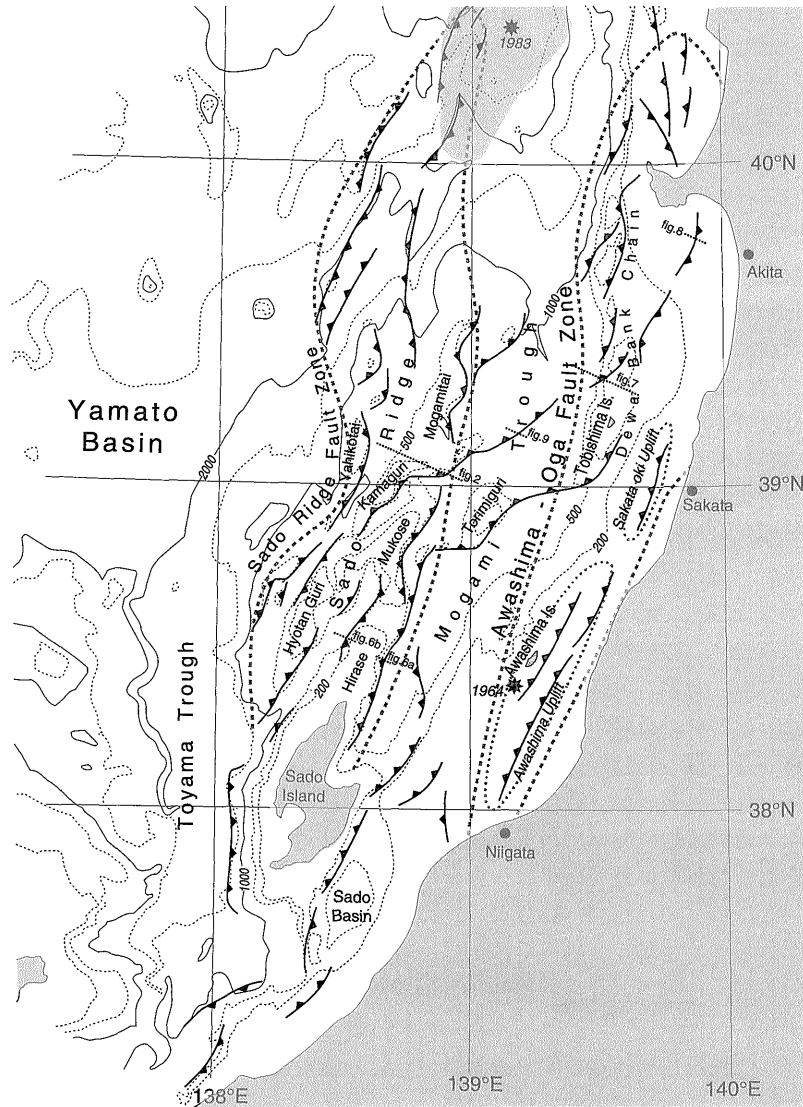 1983
40°N
fig.8
Akita
Dewa Bank Chain
1000
Sado Ridge Fault Zone
Mogami Trough
Awashima - Oga Fault Zone
Sado Ridge
Mogamitai
fig.7
Yamato
Basin
Yahikotai
500
Tobishima Is.
fig.9
2000
Kamaguri
fig.2
Sakata oki Uplift
39°N
Sakata
Torimiguri
500
Mukose
200
Hyotan Guri
fig.6b
fig.6a
Hirase
200
Awashima Is.
1964
Awashima Uplift
Toyama Trough
Sado
Island
38°N
Niigata
1000
Sado
Basin
138°E
139°E
140°E